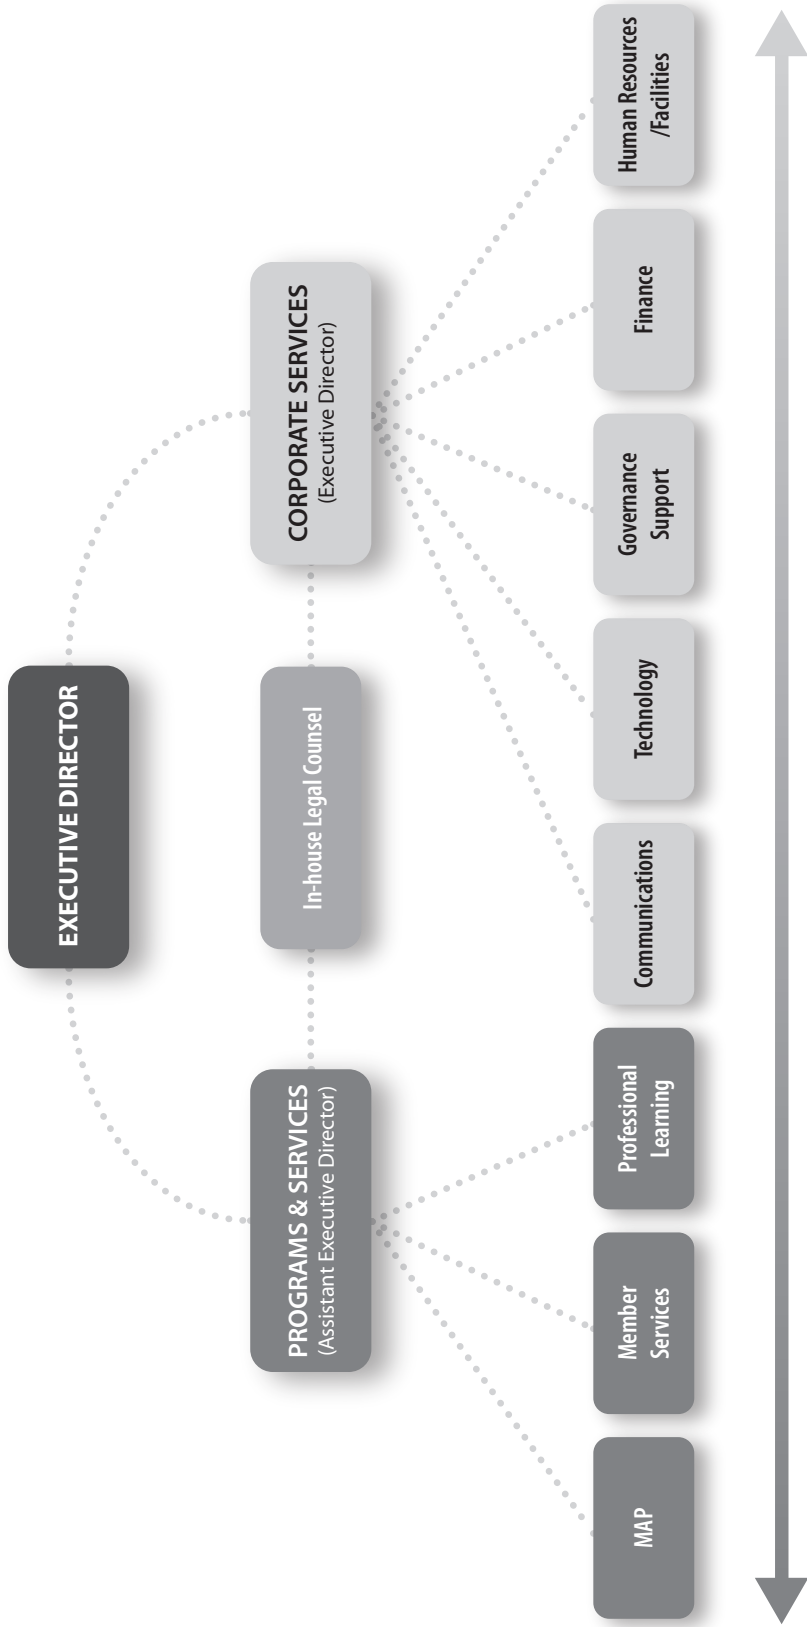 EXECUTIVE DIRECTOR
PROGRAMS & SERVICES
(Assistant Executive Director)
In-house Legal Counsel
CORPORATE SERVICES
(Executive Director)
MAP
Member
Services
Professional
Learning
Communications
Technology
Governance
Support
Finance
Human Resources
/Facilities